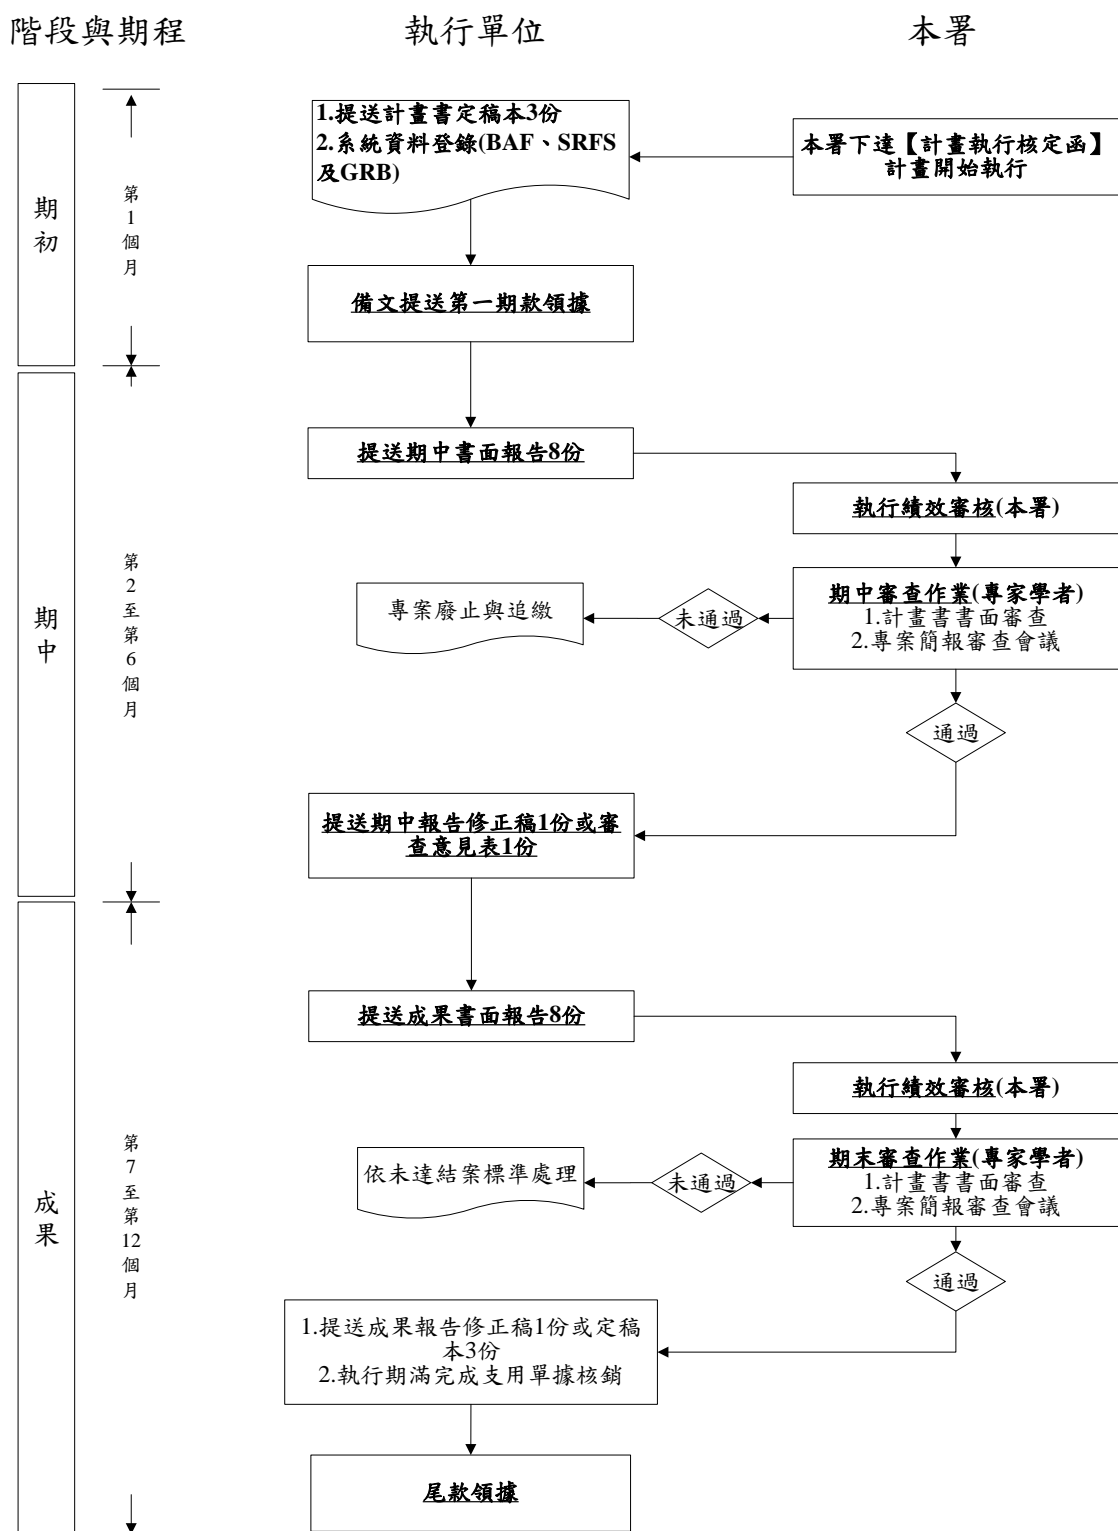 階段與期程
執行單位
本署
期初
第1個月
1.提送計畫書定稿本3份
2.系統資料登錄(BAF、SRFS
及GRB)
本署下達【計畫執行核定函】
計畫開始執行
備文提送第一期款領據
期中
第2至第6個月
提送期中書面報告8份
執行績效審核(本署)
期中審查作業(專家學者)
1.計畫書書面審查
2.專案簡報審查會議
未通過
專案廢止與追繳
通過
提送期中報告修正稿1份或審
查意見表1份
成果
第7至第12個月
提送成果書面報告8份
執行績效審核(本署)
期末審查作業(專家學者)
1.計畫書書面審查
2.專案簡報審查會議
未通過
依未達結案標準處理
通過
1.提送成果報告修正稿1份或定稿
本3份
2.執行期滿完成支用單據核銷
尾款領據